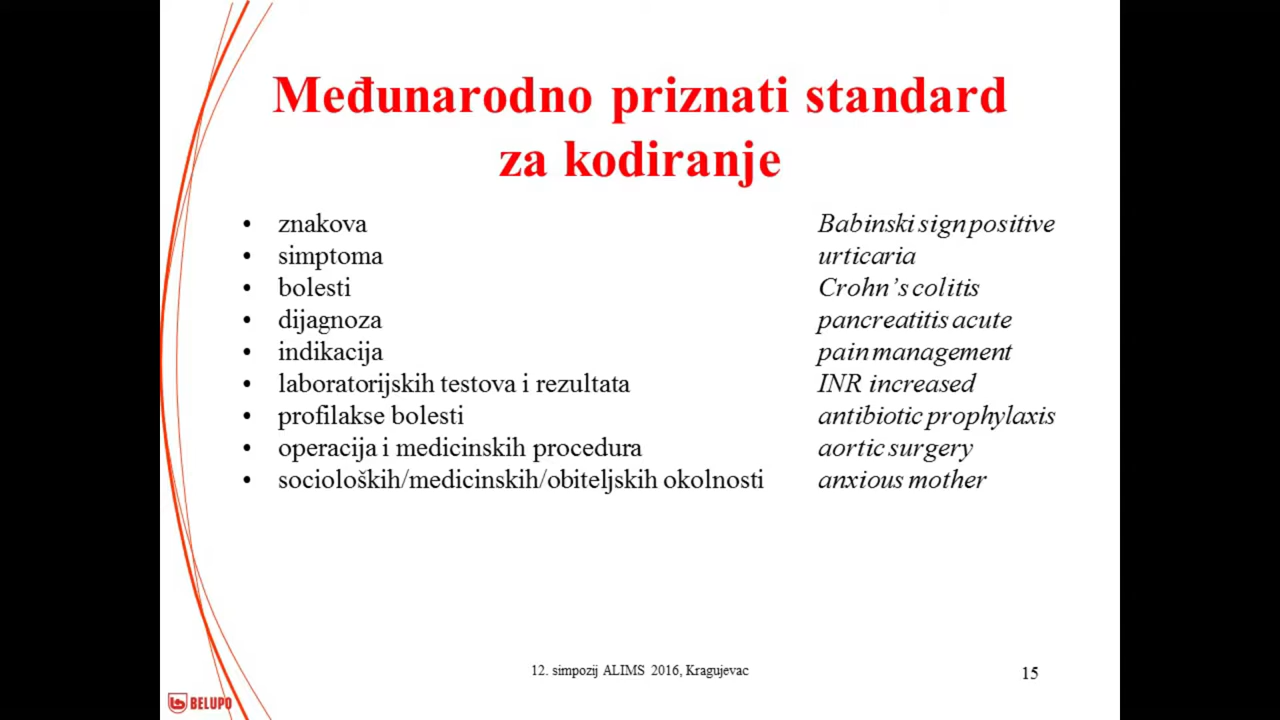 Međunarodno priznati standard
za kodiranje
• znakova Babinski sign positive
• simptoma urticaria
• bolesti Crohn’s colitis
• dijagnoza pancreatitis acute
• indikacija pain management
• laboratorijskih testova i rezultata INR increased
• profilakse bolesti antibiotic prophylaxis
• operacija i medicinskih procedura aortic surgery
• socioloških/medicinskih/obiteljskih okolnosti anxious mother
12. simpozij ALIMS 2016, Kragujevac
15
BELUPO